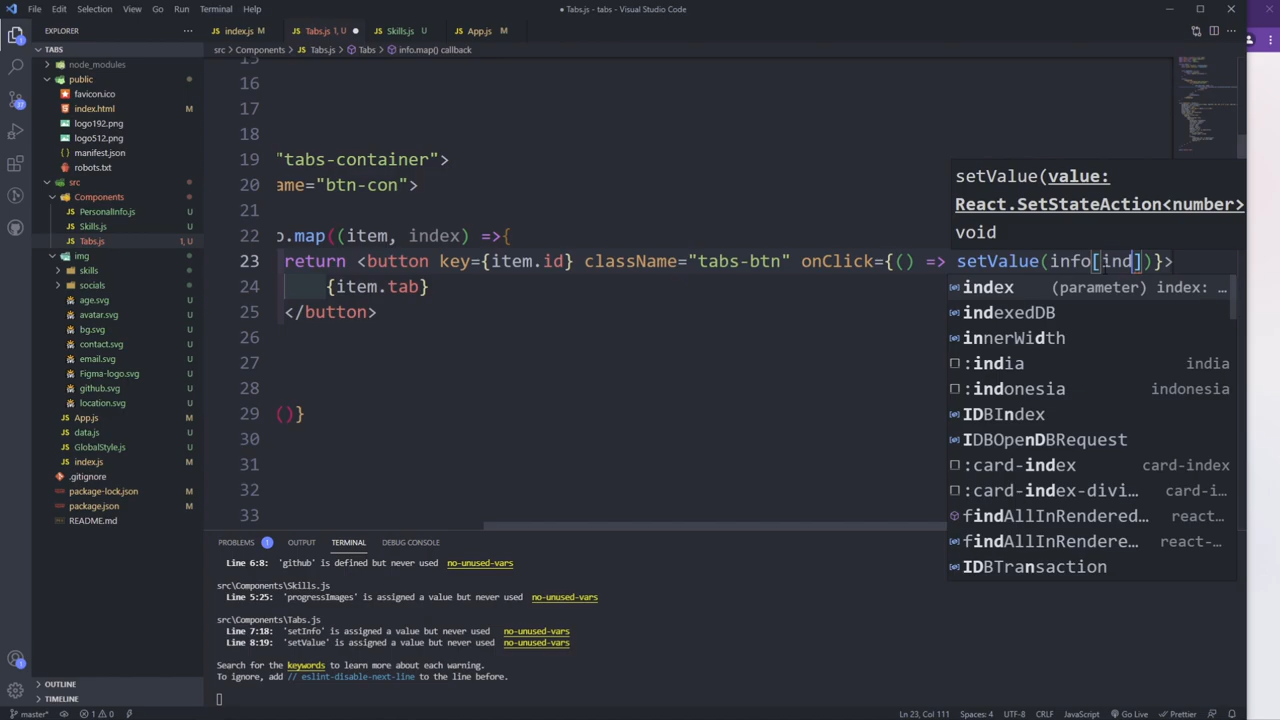 File Edit Selection View Go Run Terminal Help
● Tabs.js - tabs - Visual Studio Code
EXPLORER
index.js M
Tabs.js 1, U
Skills.js U
App.js M
TABS
src > Components > Tabs.js > Tabs > info.map() callback
node_modules
public
favicon.ico
index.html M
logo192.png
logo512.png
manifest.json
robots.txt
src
Components
PersonalInfo.js U
Skills.js U
Tabs.js 1, U
img
skills
socials
age.svg U
avatar.svg U
bg.svg U
contact.svg U
email.svg U
Figma-logo.svg U
github.svg U
location.svg U
App.js M
data.js U
GlobalStyle.js U
index.js M
.gitignore
package-lock.json M
package.json M
README.md
OUTLINE
TIMELINE
15
16
17
18
19 "tabs-container">
20 ame="btn-con">
21
22 o.map((item, index) =>{
23 return <button key={item.id} className="tabs-btn" onClick={() => setValue(info[ind])}>
24 {item.tab}
25 </button>
26
27
28
29 ()}
30
31
32
33
setValue(value:
React.SetStateAction<number>
void
index (parameter) index: …
indexedDB
innerWidth
:india india
:indonesia indonesia
IDBIndex
IDBOpenDBRequest
:card-index card-index
:card-index-divi… card-i…
findAllInRendered… react-…
findAllInRendere… react-…
IDBTransaction
PROBLEMS 1 OUTPUT TERMINAL DEBUG CONSOLE
Line 6:8: 'github' is defined but never used no-unused-vars
src\Components\Skills.js
Line 5:25: 'progressImages' is assigned a value but never used no-unused-vars
src\Components\Tabs.js
Line 7:18: 'setInfo' is assigned a value but never used no-unused-vars
Line 8:19: 'setValue' is assigned a value but never used no-unused-vars
Search for the keywords to learn more about each warning.
To ignore, add // eslint-disable-next-line to the line before.
master* 1 0 Ln 23, Col 111 Spaces: 4 UTF-8 CRLF JavaScript Go Live Prettier